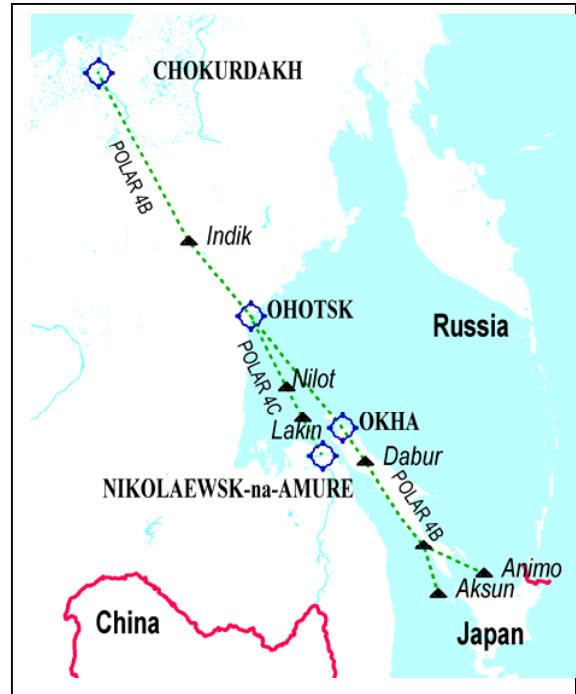 CHOKURDAKH
POLAR 4B
Indik
OHOTSK
Russia
POLAR 4C
Nilot
Lakin
OKHA
Dabur
NIKOLAEWSK-na-AMURE
POLAR 4B
Animo
Aksun
China
Japan